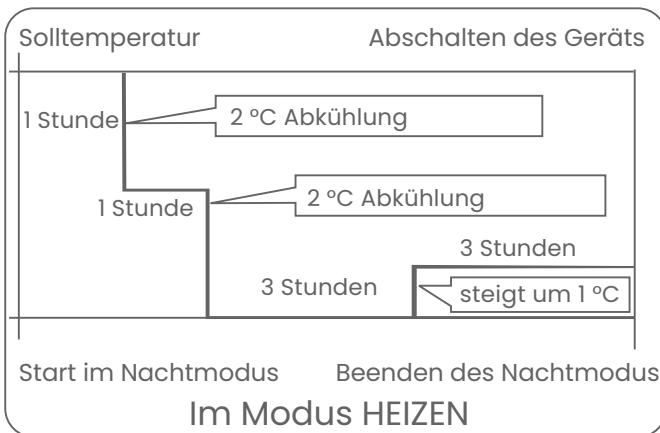 Solltemperatur
Abschalten des Geräts
1 Stunde
2 °C Abkühlung
1 Stunde
2 °C Abkühlung
3 Stunden
3 Stunden
steigt um 1 °C
Start im Nachtmodus
Beenden des Nachtmodus
Im Modus HEIZEN